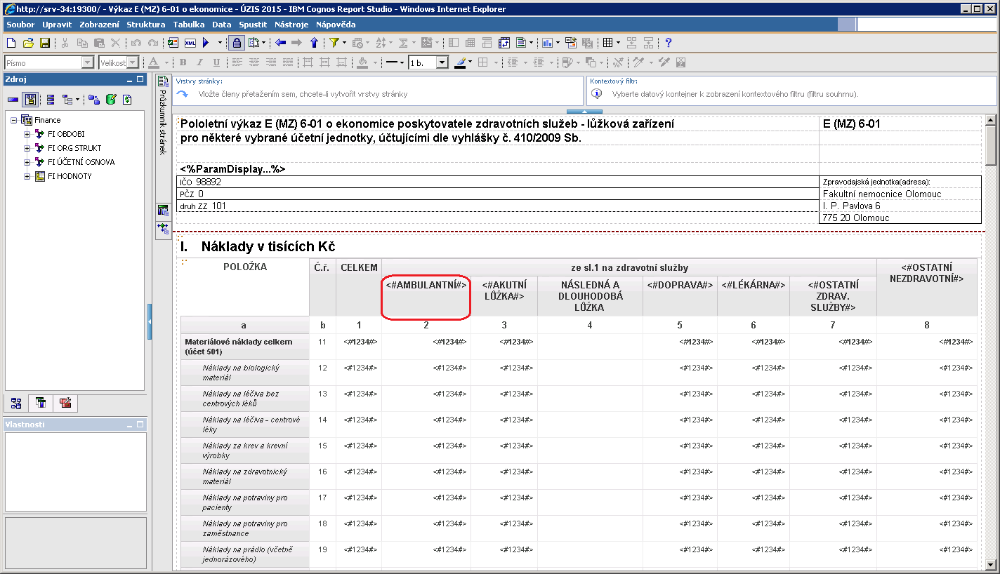 http://srv-34:19300/ - Výkaz E (MZ) 6-01 o ekonomice - ÚZIS 2015 - IBM Cognos Report Studio - Windows Internet Explorer
Soubor Upravit Zobrazení Struktura Tabulka Data Spustit Nástroje Nápověda
Písmo Velikost A B I U 1 b.
Zdroj
Průzkumník stránek
Vrstvy stránky:
Vložte členy přetažením sem, chcete-li vytvořit vrstvy stránky
Kontextový filtr:
Vyberte datový kontejner k zobrazení kontextového filtru (filtru souhrnu).
Finance
FI OBDOBI
FI ORG STRUKT
FI ÚČETNÍ OSNOVA
FI HODNOTY
Vlastnosti
Pololetní výkaz E (MZ) 6-01 o ekonomice poskytovatele zdravotních služeb - lůžková zařízení E (MZ) 6-01
pro některé vybrané účetní jednotky, účtujícími dle vyhlášky č. 410/2009 Sb.
<%ParamDisplay...%>
IČO 98892 Zpravodajská jednotka(adresa):
PČZ 0 Fakultní nemocnice Olomouc
druh ZZ 101 I. P. Pavlova 6
775 20 Olomouc
I. Náklady v tisících Kč
POLOŽKA Č.ř. CELKEM ze sl.1 na zdravotní služby <#OSTATNÍ
NEZDRAVOTNÍ#>
<#AMBULANTNÍ#> <#AKUTNÍ NÁSLEDNÁ A <#DOPRAVA#> <#LÉKÁRNA#> <#OSTATNÍ
LŮŽKA#> DLOUHODOBÁ ZDRAV.
LŮŽKA SLUŽBY#>
a b 1 2 3 4 5 6 7 8
Materiálové náklady celkem 11 <#1234#> <#1234#> <#1234#> <#1234#> <#1234#> <#1234#> <#1234#>
(účet 501)
Náklady na biologický 12 <#1234#> <#1234#> <#1234#> <#1234#> <#1234#> <#1234#> <#1234#>
materiál
Náklady na léčiva bez 13 <#1234#> <#1234#> <#1234#> <#1234#> <#1234#> <#1234#> <#1234#>
centrových léků
Náklady na léčiva - centrové 14 <#1234#> <#1234#> <#1234#> <#1234#> <#1234#> <#1234#> <#1234#>
léky
Náklady za krev a krevní 15 <#1234#> <#1234#> <#1234#> <#1234#> <#1234#> <#1234#> <#1234#>
výrobky
Náklady na zdravotnický 16 <#1234#> <#1234#> <#1234#> <#1234#> <#1234#> <#1234#> <#1234#>
materiál
Náklady na potraviny pro 17 <#1234#> <#1234#> <#1234#> <#1234#> <#1234#> <#1234#> <#1234#>
pacienty
Náklady na potraviny pro 18 <#1234#> <#1234#> <#1234#> <#1234#> <#1234#> <#1234#> <#1234#>
zaměstnance
Náklady na prádlo (včetně 19 <#1234#> <#1234#> <#1234#> <#1234#> <#1234#> <#1234#> <#1234#>
jednorázového)